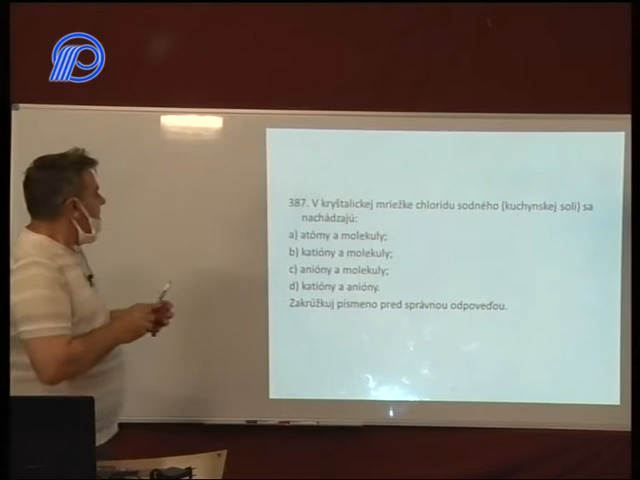 387. V kryštalickej mriežke chloridu sodného (kuchynskej soli) sa
nachádzajú:
a) atómy a molekuly;
b) katióny a molekuly;
c) anióny a molekuly;
d) katióny a anióny.
Zakrúžkuj písmeno pred správnou odpoveďou.